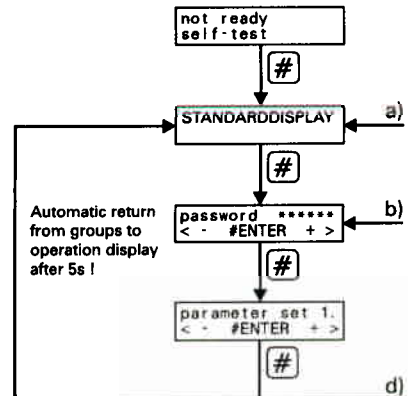 not ready
self-test
#
STANDARDDISPLAY
a)
#
Automatic return
from groups to
operation display
after 5s !
password ******
< - #ENTER + >
b)
#
parameter set 1.
< - #ENTER + >
#
d)